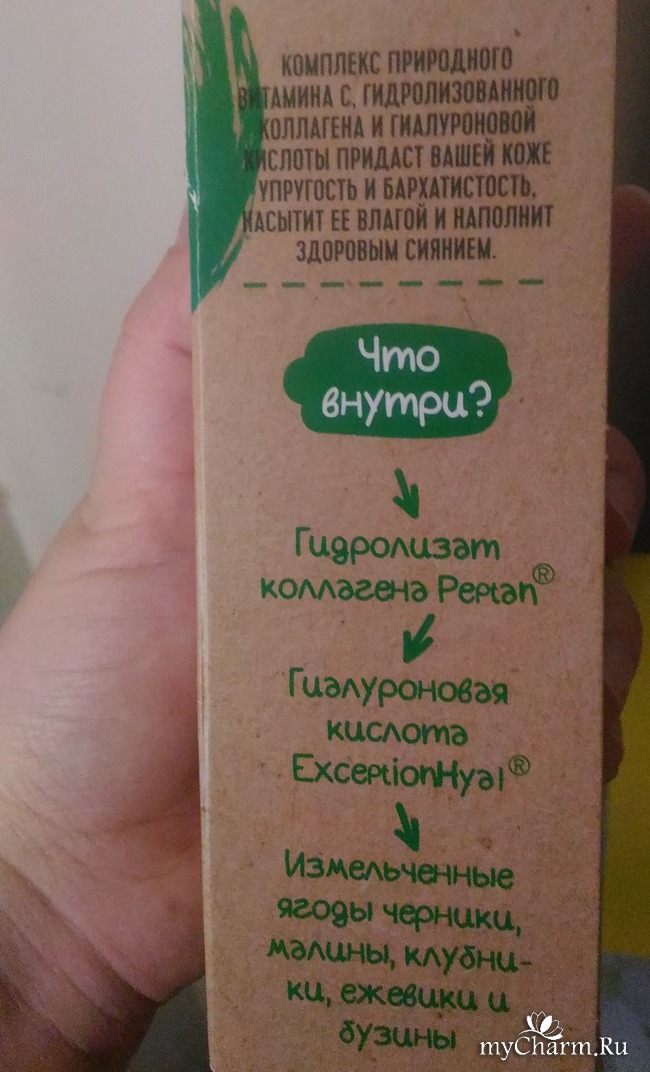 КОМПЛЕКС ПРИРОДНОГО
ВИТАМИНА С, ГИДРОЛИЗОВАННОГО
КОЛЛАГЕНА И ГИАЛУРОНОВОЙ
КИСЛОТЫ ПРИДАСТ ВАШЕЙ КОЖЕ
УПРУГОСТЬ И БАРХАТИСТОСТЬ,
НАСЫТИТ ЕЕ ВЛАГОЙ И НАПОЛНИТ
ЗДОРОВЫМ СИЯНИЕМ.
Что
внутри?
Гидролизат
коллагена Peptan®
Гиалуроновая
кислота
ExceptionHyal®
Измельченные
ягоды черники,
малины, клубни-
ки, ежевики и
бузины
myCharm.Ru